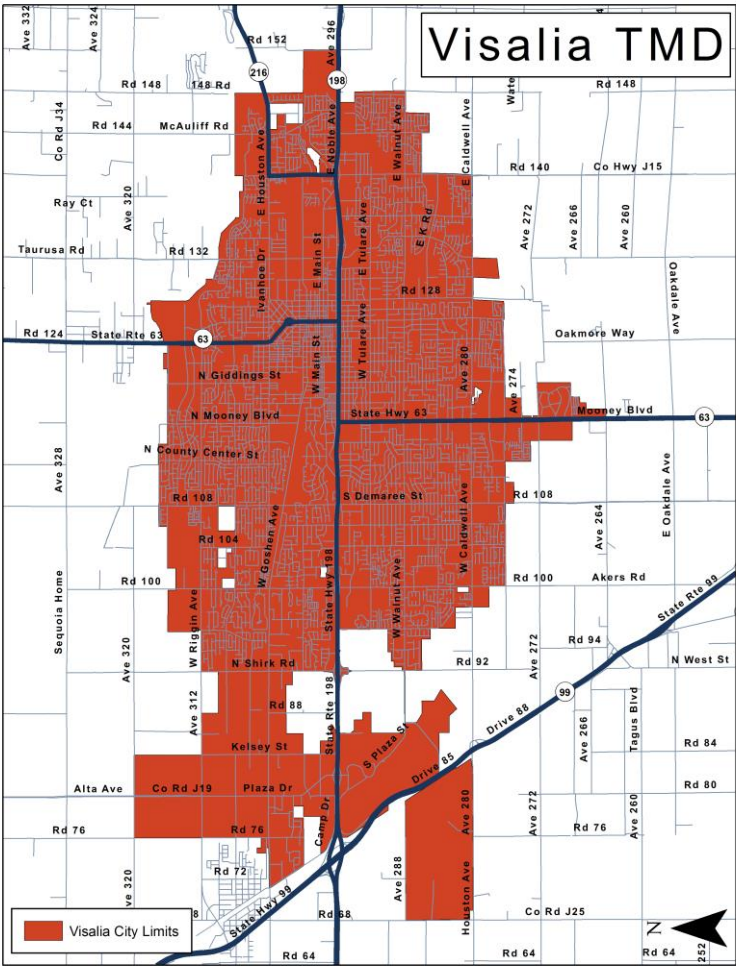 Visalia TMD
Ave 332
Ave 324
Rd 152
Ave 296
216
198
Rd 148
148 Rd
Rd 148
Co Rd J34
Rd 144
McAuliff Rd
E Houston Ave
E Noble Ave
E Walnut Ave
E Caldwell Ave
Rd 140
Co Hwy J15
Ave 320
Ray Ct
Ave 272
Ave 266
Ave 260
Taurusa Rd
Rd 132
Ivanhoe Dr
E Main St
E Tulare Ave
E K Rd
Rd 128
Oakdale Ave
Rd 124
State Rte 63
63
W Main St
W Tulare Ave
Ave 280
Oakmore Way
N Giddings St
Ave 274
N Mooney Blvd
State Hwy 63
Mooney Blvd
63
N County Center St
Ave 328
Rd 108
S Demaree St
Rd 108
Rd 104
W Goshen Ave
State Hwy 198
W Caldwell Ave
Ave 264
E Oakdale Ave
Rd 100
Rd 100
Akers Rd
Sequoia Home
W Riggin Ave
W Walnut Ave
State Rte 99
Ave 320
N Shirk Rd
Rd 92
Ave 272
Rd 94
N West St
Ave 312
Rd 88
State Rte 198
99
Drive 88
Ave 266
Tagus Blvd
Kelsey St
S Plaza St
Rd 84
Drive 85
Alta Ave
Co Rd J19
Plaza Dr
Rd 80
Rd 76
Rd 76
Camp Dr
Ave 280
Ave 272
Rd 76
Ave 260
Rd 72
Ave 288
Houston Ave
State Hwy 99
Rd 68
Co Rd J25
Visalia City Limits
N
Rd 64
Rd 64
Rd 64
252